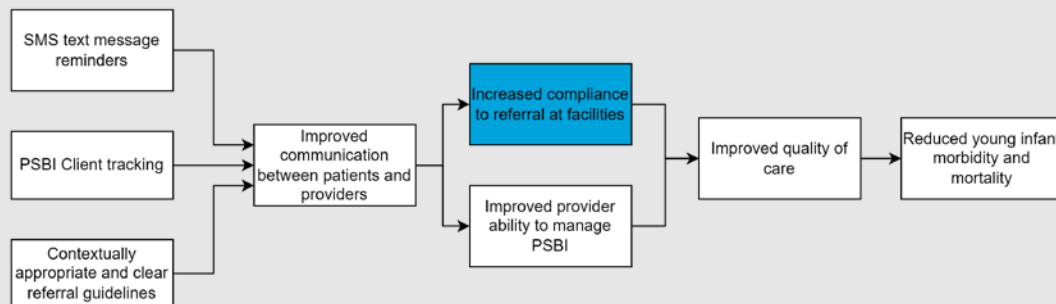 SMS text message
reminders
PSBI Client tracking
Contextually
appropriate and clear
referral guidelines
Improved
communication
between patients and
providers
Increased compliance
to referral at facilities
Improved provider
ability to manage
PSBI
Improved quality of
care
Reduced young infant
morbidity and
mortality